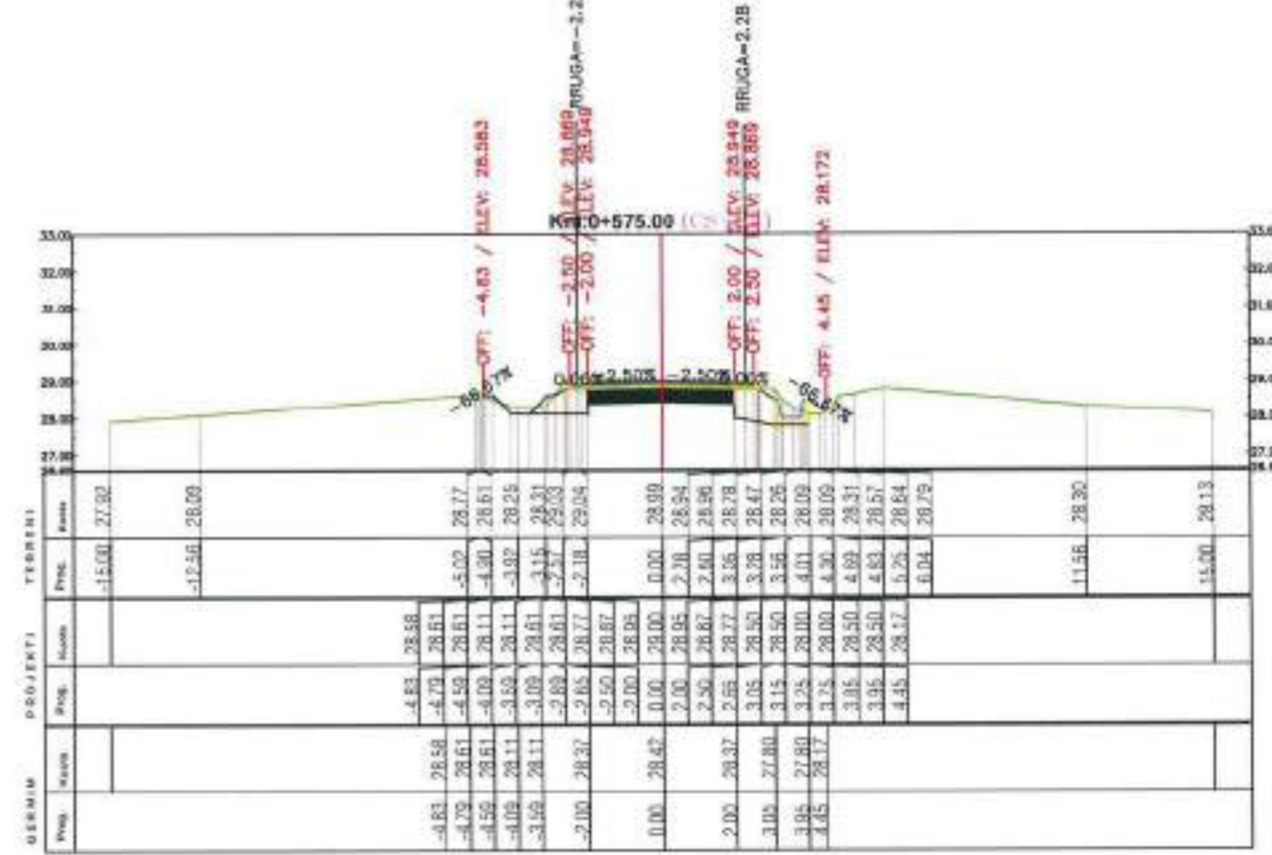 RRUGA=-2.2
RRUGA=2.28
OFF: -4.83 / ELEV: 28.583
OFF: -2.50 / ELEV: 28.869
OFF: -2.00 / ELEV: 28.949
OFF: 2.00 / ELEV: 28.949
OFF: 2.50 / ELEV: 28.869
OFF: 4.45 / ELEV: 28.172
Km:0+575.00
33.00
32.00
31.00
30.00
29.00
28.00
27.00
-66.67% 2.50% -2.50% -66.67%
TERRENI
Kuota 27.92 28.09 28.77 28.61 28.25 28.31 29.03 29.04 28.99 28.94 28.96 28.78 28.47 28.26 28.09 28.09 28.31 28.57 28.64 28.79 28.30 28.13
Prog. -15.00 -12.56 -5.02 -4.90 -3.92 -3.15 -2.57 -2.18 0.00 2.78 2.80 3.06 3.28 3.56 4.01 4.30 4.69 4.83 5.25 6.04 11.56 15.00
PROJEKTI
Kuota 28.58 28.61 28.61 28.11 28.11 28.61 28.61 28.77 28.87 28.95 29.00 28.95 28.87 28.77 28.50 28.50 28.00 28.00 28.50 28.50 28.17
Prog. -4.83 -4.79 -4.59 -4.09 -3.59 -3.09 -2.89 -2.65 -2.50 -2.00 0.00 2.00 2.50 2.65 3.05 3.15 3.25 3.75 3.85 3.95 4.45
GERMIM
Kuota 28.58 28.61 28.61 28.11 28.11 28.37 28.42 28.37 27.80 27.80 28.17
Prog. -4.83 -4.79 -4.59 -4.09 -3.59 -2.00 0.00 2.00 3.05 3.95 4.45